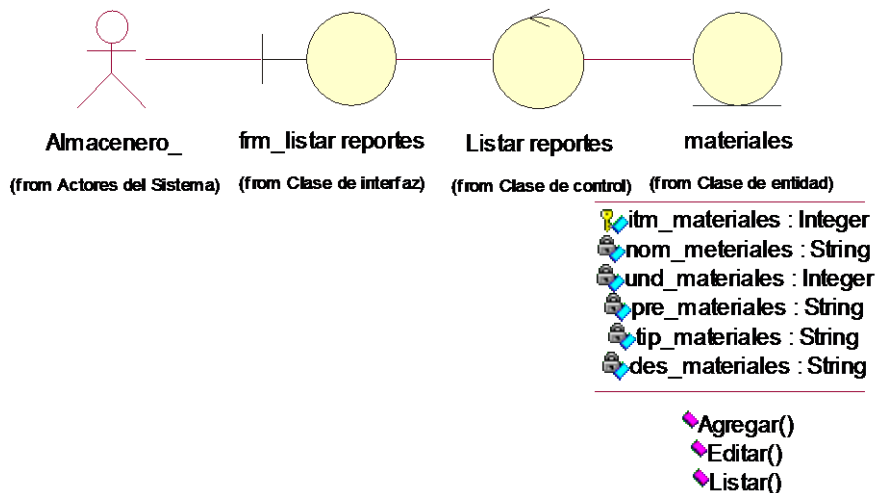 Almacenero_
(from Actores del Sistema)
frm_listar reportes
(from Clase de interfaz)
Listar reportes
(from Clase de control)
materiales
(from Clase de entidad)
itm_materiales : Integer
nom_meteriales : String
und_materiales : Integer
pre_materiales : String
tip_materiales : String
des_materiales : String
Agregar()
Editar()
Listar()